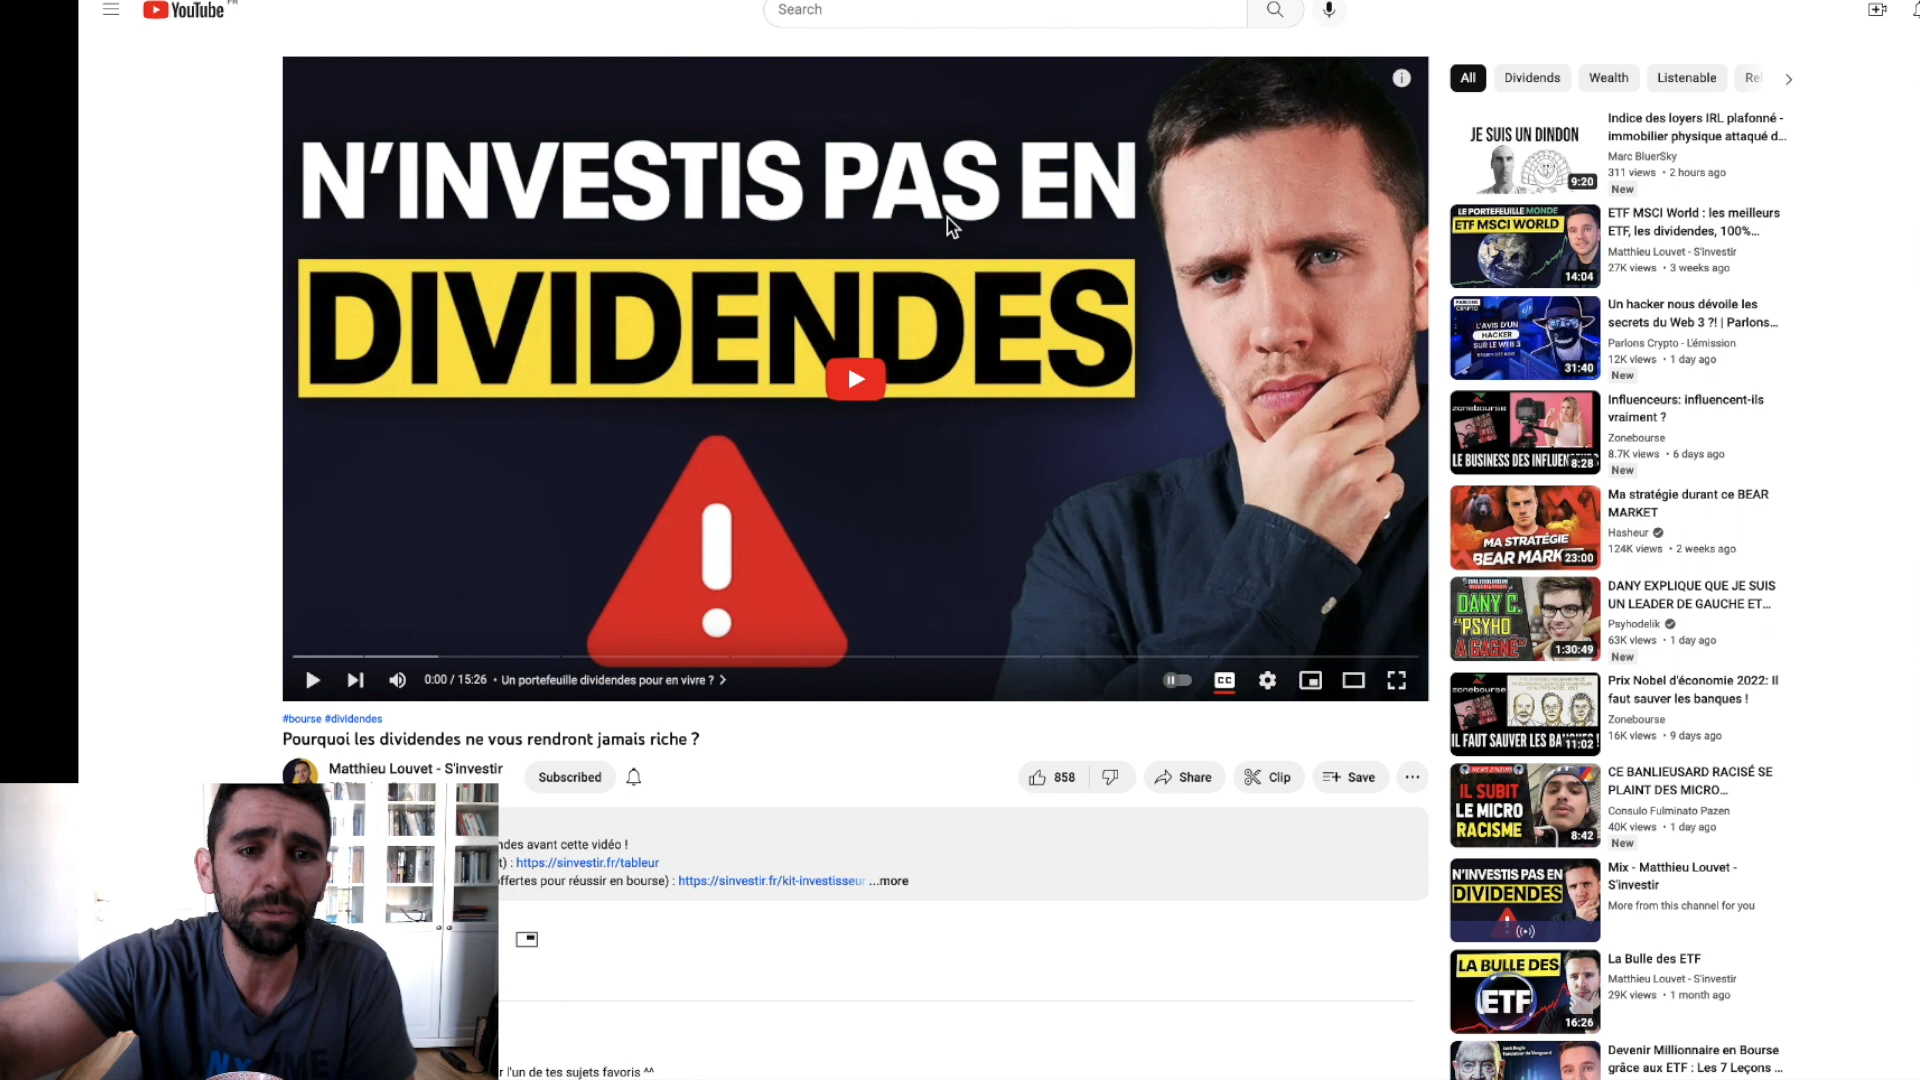 YouTube FR
Search
N'INVESTIS PAS EN
DIVIDENDES
0:00 / 15:26 • Un portefeuille dividendes pour en vivre ? >
CC
#bourse #dividendes
Pourquoi les dividendes ne vous rendront jamais riche ?
Matthieu Louvet - S'investir
Subscribed
858
Share
Clip
Save
ndes avant cette vidéo !
t) : https://sinvestir.fr/tableur
offertes pour réussir en bourse) : https://sinvestir.fr/kit-investisseur ...more
r l'un de tes sujets favoris ^^
All
Dividends
Wealth
Listenable
JE SUIS UN DINDON
9:20
Indice des loyers IRL plafonné -
immobilier physique attaqué d...
Marc BluerSky
311 views • 2 hours ago
New
LE PORTEFEUILLE MONDE
ETF MSCI WORLD
14:04
ETF MSCI World : les meilleurs
ETF, les dividendes, 100%...
Matthieu Louvet - S'investir
27K views • 3 weeks ago
PARLONS
CRYPTO
L'AVIS D'UN
HACKER
SUR LE WEB 3
31:40
Un hacker nous dévoile les
secrets du Web 3 ?! | Parlons...
Parlons Crypto - L'émission
12K views • 1 day ago
New
zonebourse
LE BUSINESS DES INFLUEN
8:28
Influenceurs: influencent-ils
vraiment ?
Zonebourse
8.7K views • 6 days ago
New
MA STRATÉGIE
BEAR MARK
23:00
Ma stratégie durant ce BEAR
MARKET
Hasheur
124K views • 2 weeks ago
DANY C.
"PSYHO
A GAGNÉ"
1:30:49
DANY EXPLIQUE QUE JE SUIS
UN LEADER DE GAUCHE ET...
Psyhodelik
63K views • 1 day ago
New
zonebourse
IL FAUT SAUVER LES BA
11:02
Prix Nobel d'économie 2022: Il
faut sauver les banques !
Zonebourse
16K views • 9 days ago
IL SUBIT
LE MICRO
RACISME
8:42
CE BANLIEUSARD RACISÉ SE
PLAINT DES MICRO...
Consulo Fulminato Pazen
40K views • 1 day ago
New
N'INVESTIS PAS EN
DIVIDENDES
Mix - Matthieu Louvet -
S'investir
More from this channel for you
LA BULLE DES
ETF
16:26
La Bulle des ETF
Matthieu Louvet - S'investir
29K views • 1 month ago
Devenir Millionnaire en Bourse
grâce aux ETF : Les 7 Leçons ...